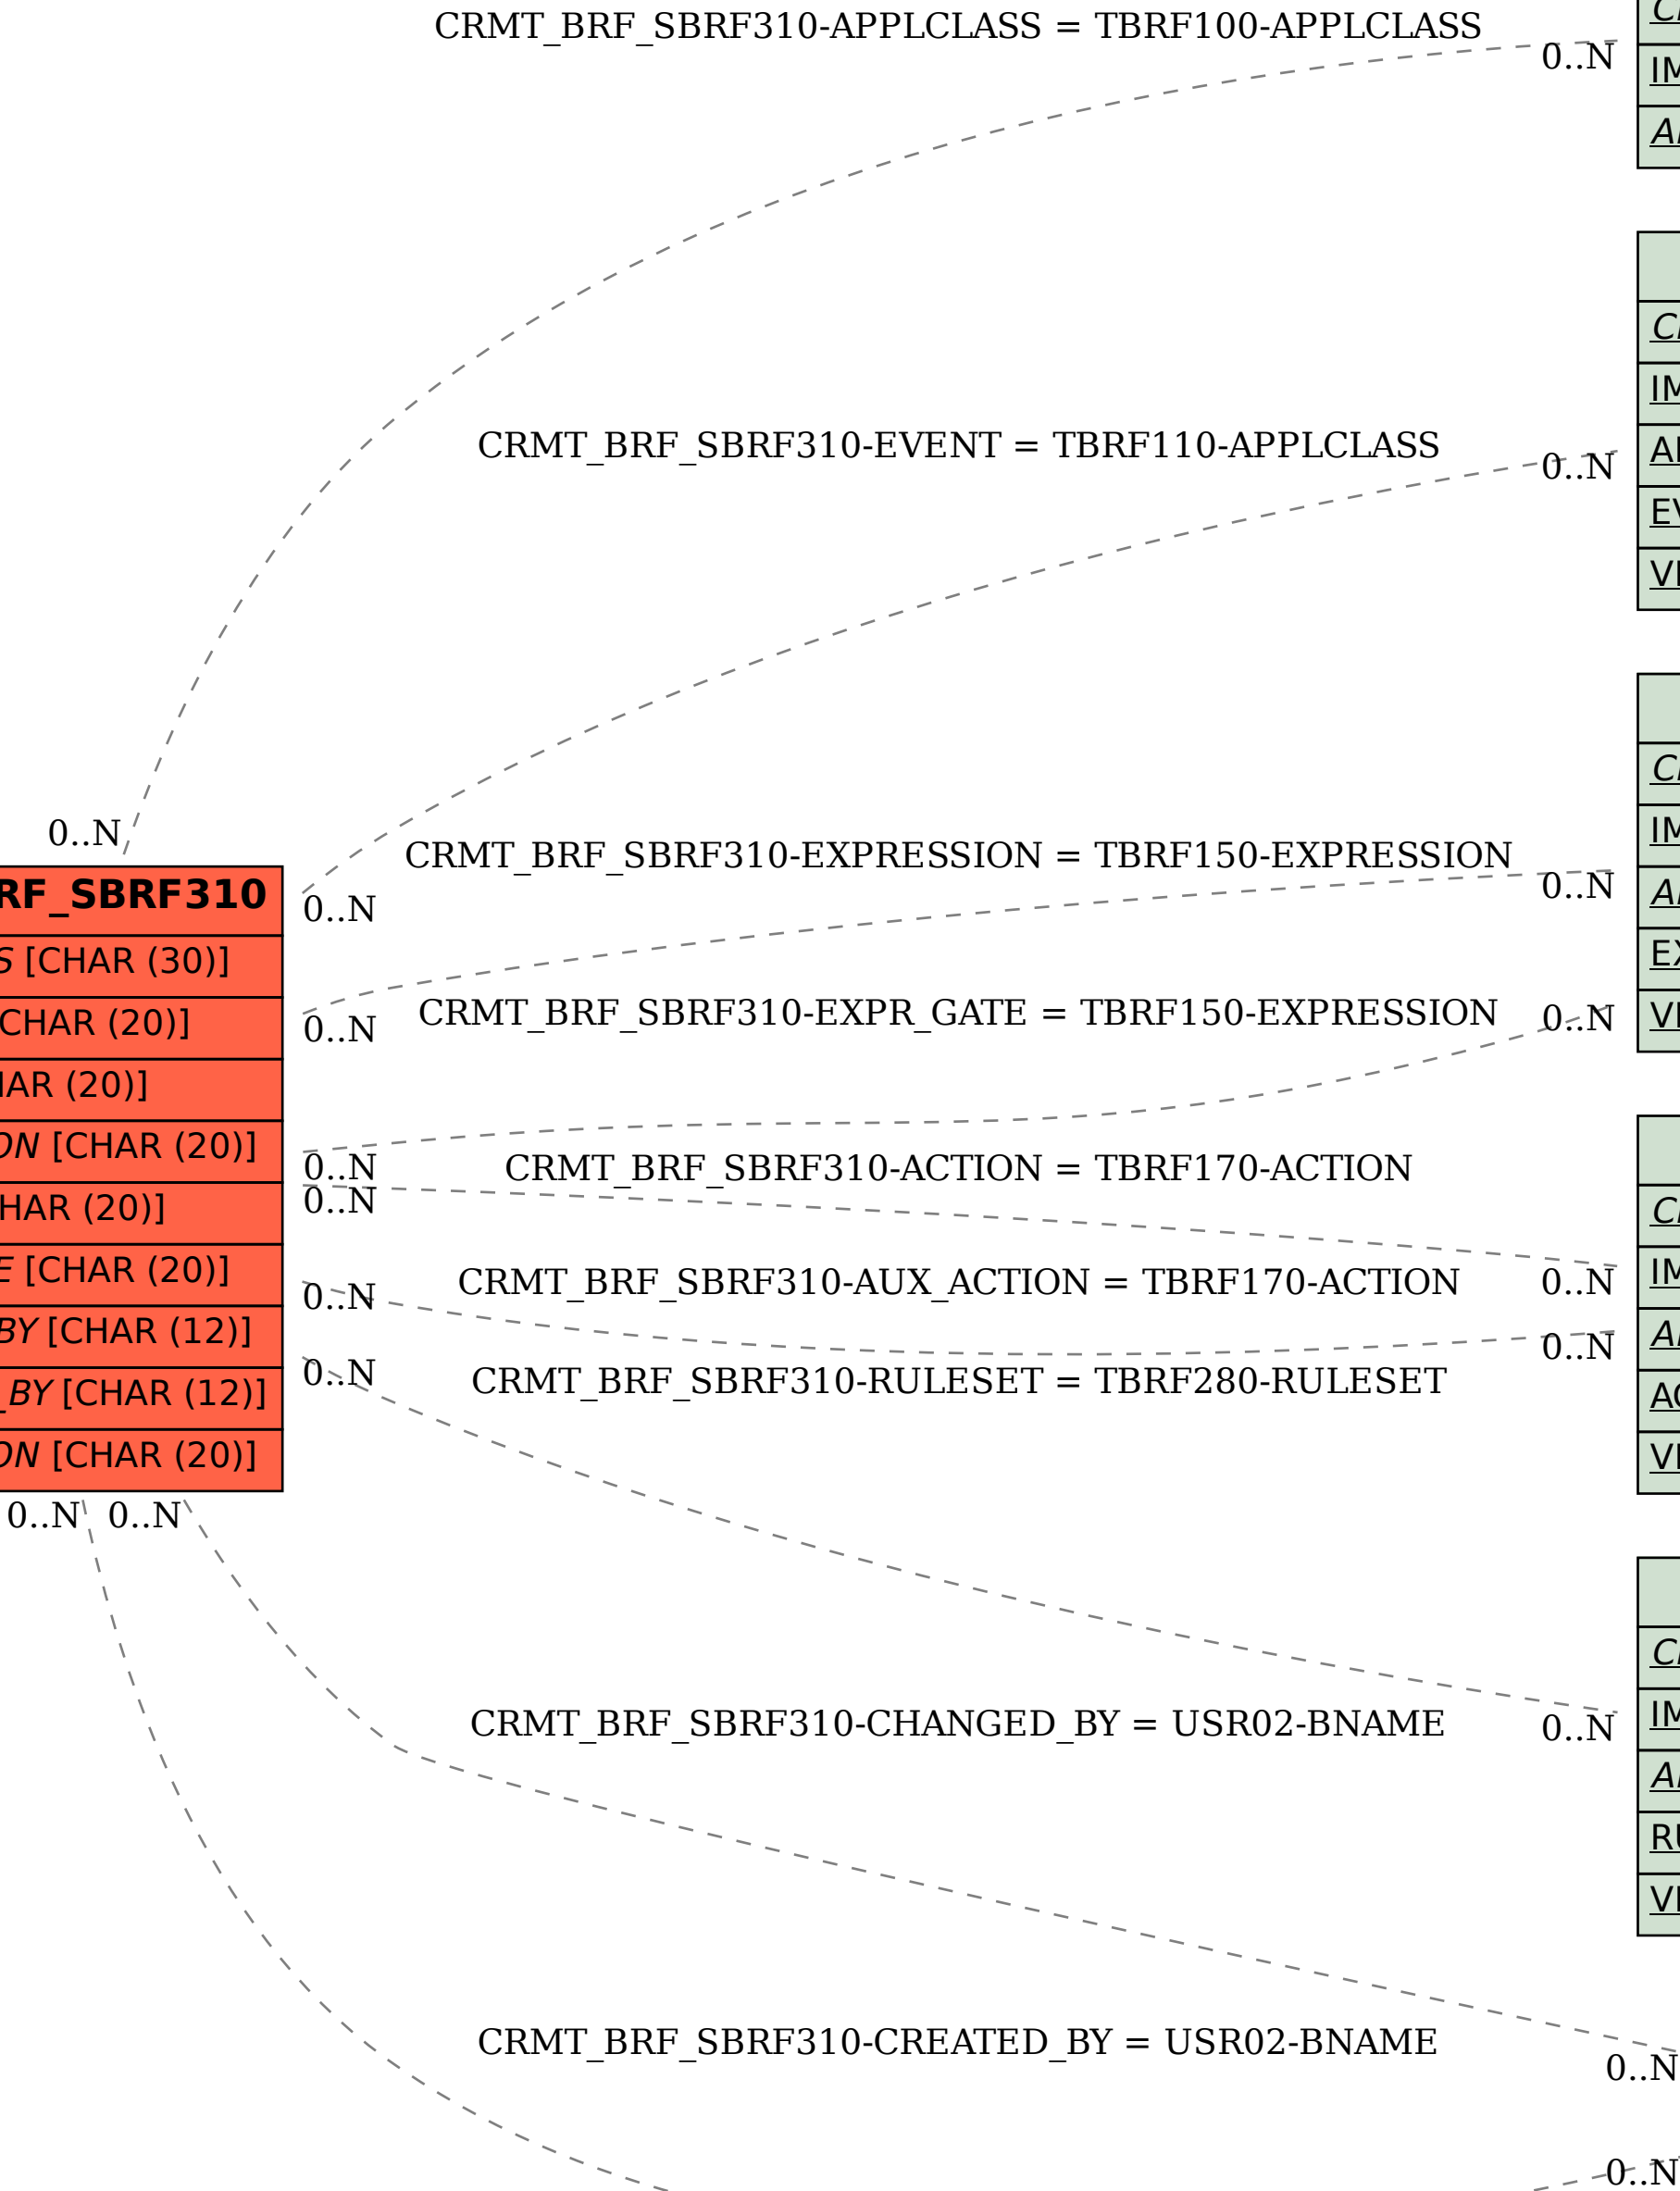 CRMT_BRF_SBRF310-APPLCLASS = TBRF100-APPLCLASS
0..N
CRMT_BRF_SBRF310-EVENT = TBRF110-APPLCLASS
0..N
0..N
CRMT_BRF_SBRF310-EXPRESSION = TBRF150-EXPRESSION
0..N
RF_SBRF310
0..N
S [CHAR (30)]
CRMT_BRF_SBRF310-EXPR_GATE = TBRF150-EXPRESSION
0..N
0..N
CHAR (20)]
HAR (20)]
ON [CHAR (20)]
0..N
CRMT_BRF_SBRF310-ACTION = TBRF170-ACTION
0..N
HAR (20)]
E [CHAR (20)]
0..N
CRMT_BRF_SBRF310-AUX_ACTION = TBRF170-ACTION
0..N
BY [CHAR (12)]
0..N
0..N
CRMT_BRF_SBRF310-RULESET = TBRF280-RULESET
_BY [CHAR (12)]
ON [CHAR (20)]
0..N
0..N
CRMT_BRF_SBRF310-CHANGED_BY = USR02-BNAME
0..N
CRMT_BRF_SBRF310-CREATED_BY = USR02-BNAME
0..N
0..N